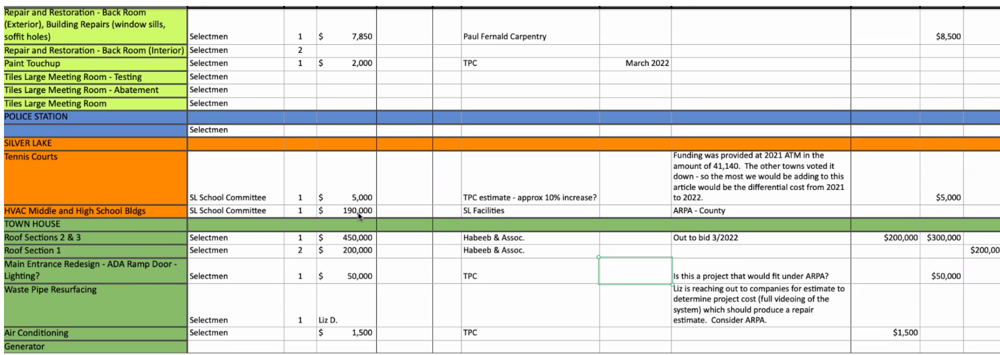 Repair and Restoration - Back Room
(Exterior), Building Repairs (window sills,
soffit holes) Selectmen 1 $ 7,850 Paul Fernald Carpentry $8,500
Repair and Restoration - Back Room (Interior) Selectmen 2
Paint Touchup Selectmen 1 $ 2,000 TPC March 2022
Tiles Large Meeting Room - Testing Selectmen
Tiles Large Meeting Room - Abatement Selectmen
Tiles Large Meeting Room Selectmen
POLICE STATION
Selectmen
SILVER LAKE
Tennis Courts
SL School Committee 1 $ 5,000 TPC estimate - approx 10% increase?
Funding was provided at 2021 ATM in the
amount of 41,140. The other towns voted it
down - so the most we would be adding to this
article would be the differential cost from 2021
to 2022.
$5,000
HVAC Middle and High School Bldgs SL School Committee 1 $ 190,000 SL Facilities ARPA - County
TOWN HOUSE
Roof Sections 2 & 3 Selectmen 1 $ 450,000 Habeeb & Assoc. Out to bid 3/2022 $200,000 $300,000
Roof Section 1 Selectmen 2 $ 200,000 Habeeb & Assoc. $200,00
Main Entrance Redesign - ADA Ramp Door -
Lighting? Selectmen 1 $ 50,000 TPC Is this a project that would fit under ARPA? $50,000
Waste Pipe Resurfacing
Selectmen 1 Liz D.
Liz is reaching out to companies for estimate to
determine project cost (full videoing of the
system) which should produce a repair
estimate. Consider ARPA.
Air Conditioning Selectmen $ 1,500 TPC $1,500
Generator